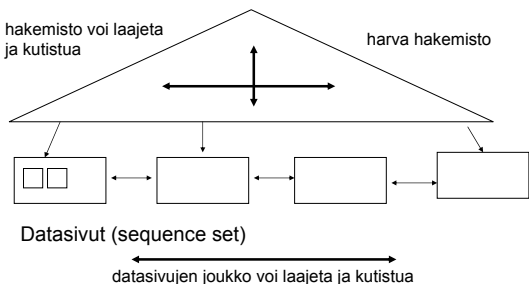 hakemisto voi laajeta
ja kutistua
harva hakemisto
Datasivut (sequence set)
datasivujen joukko voi laajeta ja kutistua